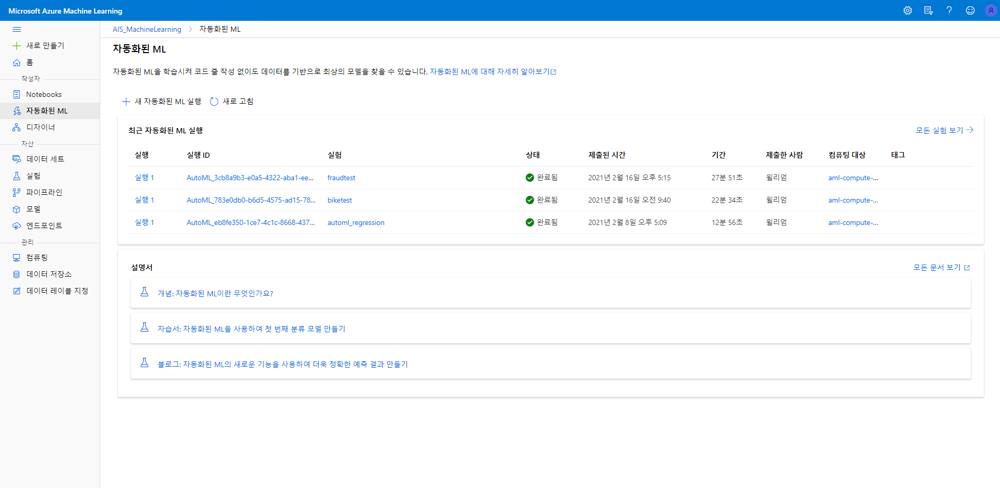 Microsoft Azure Machine Learning
A
AIS_MachineLearning > 자동화된 ML
새로 만들기
홈
작성자
Notebooks
자동화된 ML
디자이너
자산
데이터 세트
실험
파이프라인
모델
엔드포인트
관리
컴퓨팅
데이터 저장소
데이터 레이블 지정
자동화된 ML
자동화된 ML을 학습시켜 코드 줄 작성 없이도 데이터를 기반으로 최상의 모델을 찾을 수 있습니다. 자동화된 ML에 대해 자세히 알아보기
새 자동화된 ML 실행 새로 고침
최근 자동화된 ML 실행 모든 실험 보기
실행 실행 ID 실험 상태 제출된 시간 기간 제출한 사람 컴퓨팅 대상 태그
실행 1 AutoML_3cb8a9b3-e0a5-4322-aba1-ee... fraudtest 완료됨 2021년 2월 16일 오후 5:15 27분 51초 윌리엄 aml-compute-...
실행 1 AutoML_783e0db0-b6d5-4575-ad15-78... biketest 완료됨 2021년 2월 16일 오전 9:40 22분 34초 윌리엄 aml-compute-...
실행 1 AutoML_eb8fe350-1ce7-4c1c-8668-437... automl_regression 완료됨 2021년 2월 8일 오후 5:09 12분 56초 윌리엄 aml-compute-...
설명서 모든 문서 보기
개념: 자동화된 ML이란 무엇인가요?
자습서: 자동화된 ML을 사용하여 첫 번째 분류 모델 만들기
블로그: 자동화된 ML의 새로운 기능을 사용하여 더욱 정확한 예측 결과 만들기